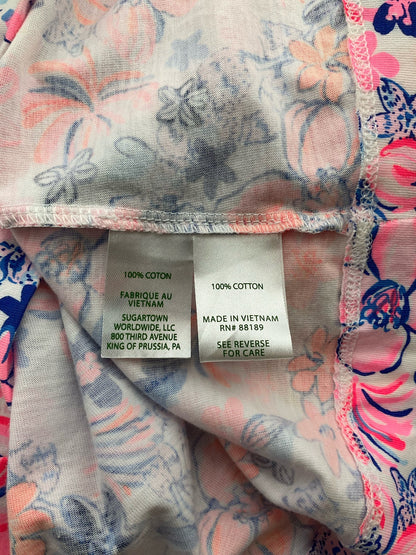 100% COTON
FABRIQUE AU
VIETNAM
SUGARTOWN
WORLDWIDE, LLC
800 THIRD AVENUE
KING OF PRUSSIA, PA
100% COTTON
MADE IN VIETNAM
RN# 88189
SEE REVERSE
FOR CARE